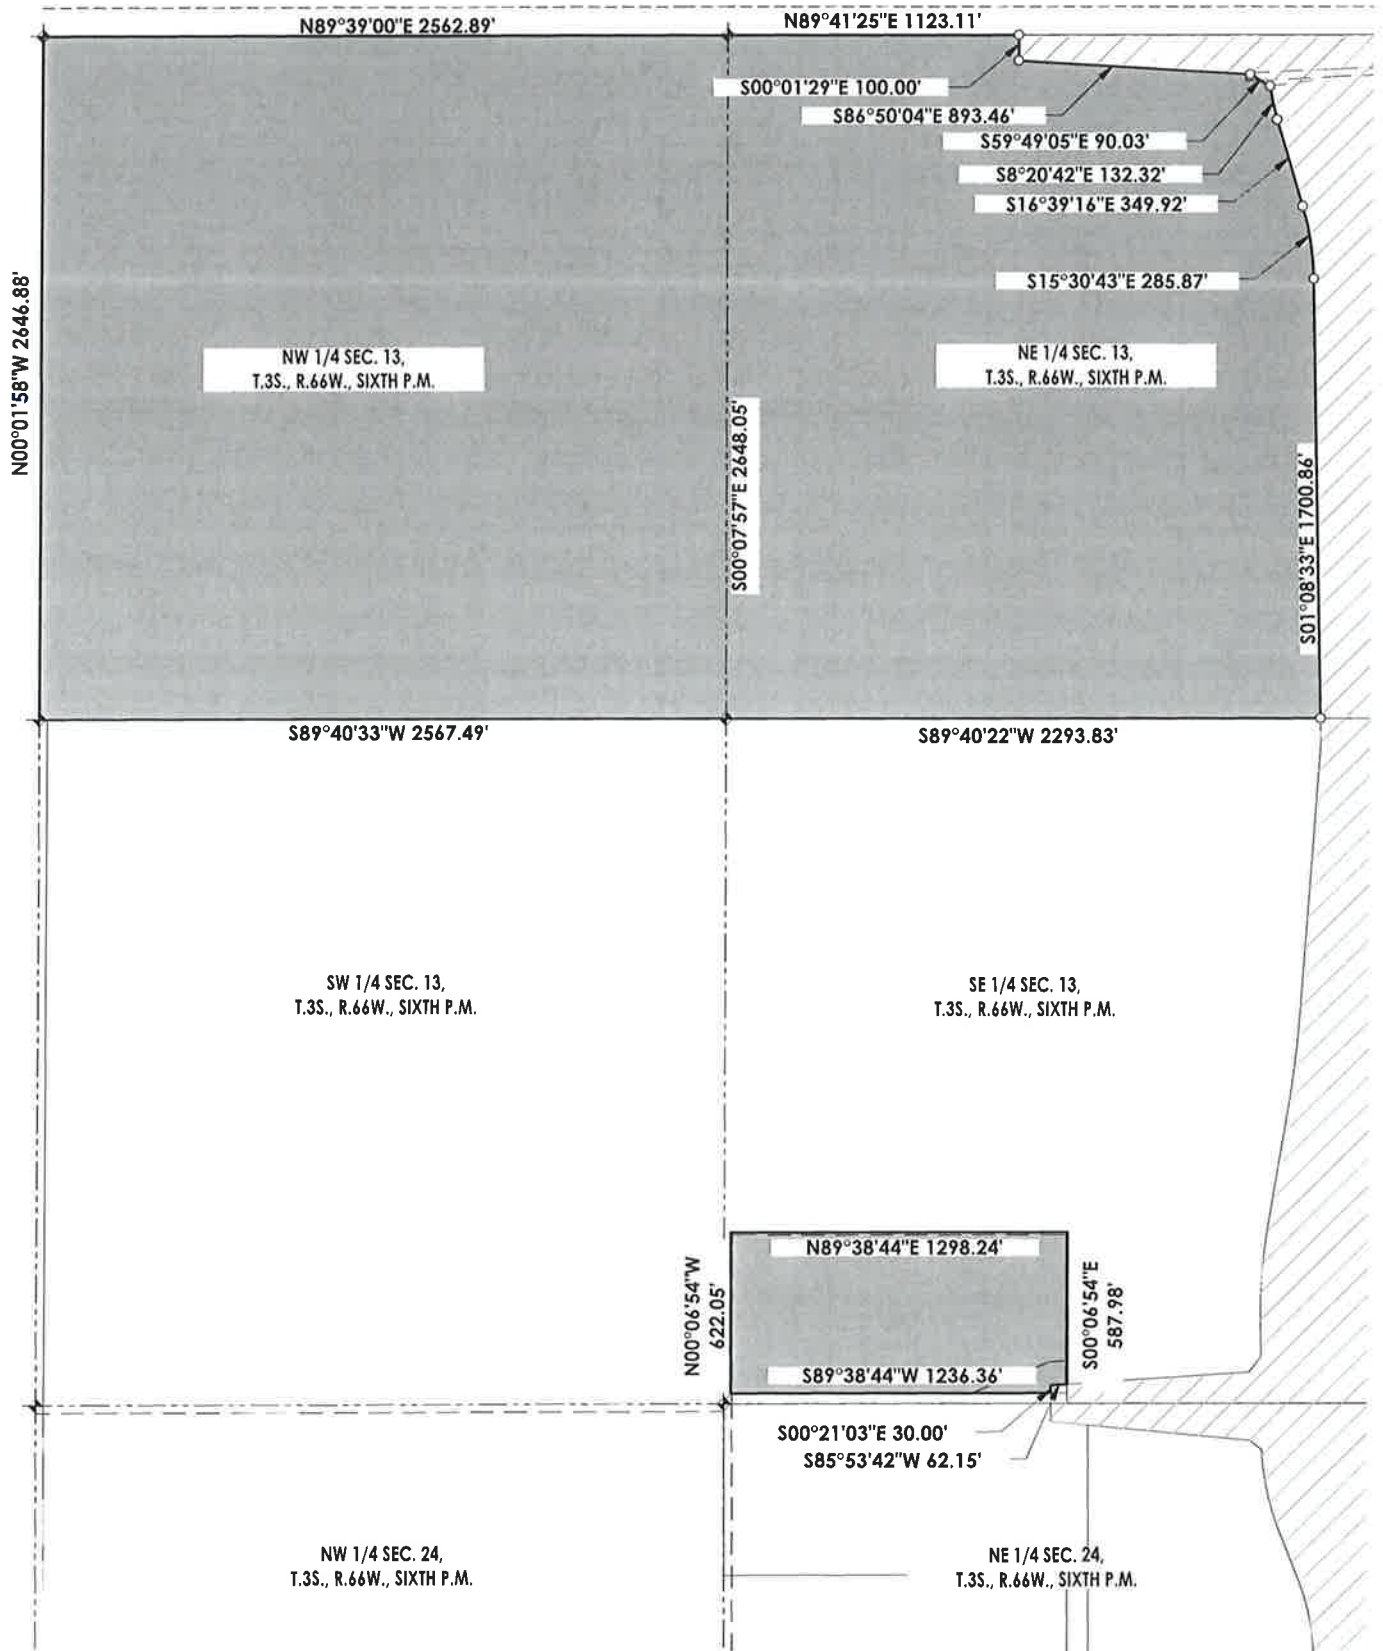 N89°39'00"E 2562.89'
N89°41'25"E 1123.11'
S00°01'29"E 100.00'
S86°50'04"E 893.46'
S59°49'05"E 90.03'
S8°20'42"E 132.32'
S16°39'16"E 349.92'
S15°30'43"E 285.87'
N00°01'58"W 2646.88'
NW 1/4 SEC. 13,
T.3S., R.66W., SIXTH P.M.
NE 1/4 SEC. 13,
T.3S., R.66W., SIXTH P.M.
S00°07'57"E 2648.05'
S01°08'33"E 1700.86'
S89°40'33"W 2567.49'
S89°40'22"W 2293.83'
SW 1/4 SEC. 13,
T.3S., R.66W., SIXTH P.M.
SE 1/4 SEC. 13,
T.3S., R.66W., SIXTH P.M.
N89°38'44"E 1298.24'
N00°06'54"W
622.05'
S00°06'54"E
587.98'
S89°38'44"W 1236.36'
S00°21'03"E 30.00'
S85°53'42"W 62.15'
NW 1/4 SEC. 24,
T.3S., R.66W., SIXTH P.M.
NE 1/4 SEC. 24,
T.3S., R.66W., SIXTH P.M.